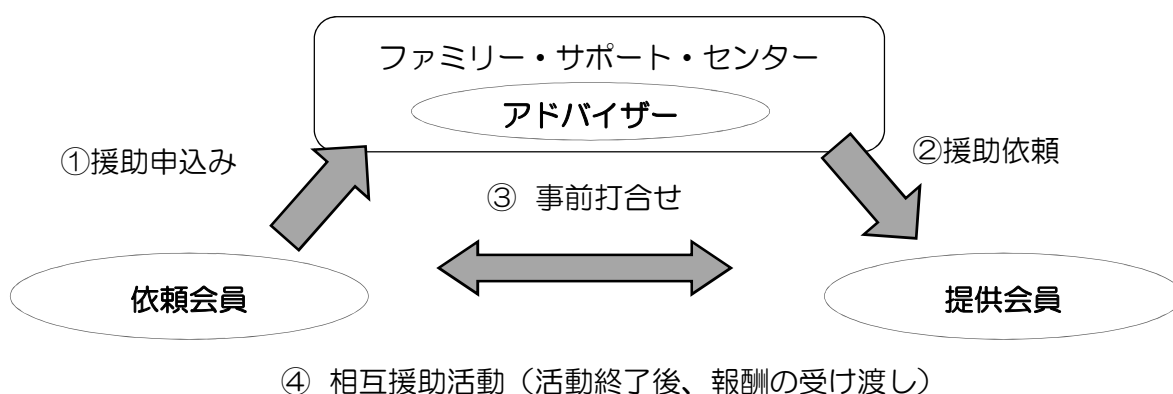 ファミリー・サポート・センター
アドバイザー
①援助申込み
②援助依頼
③ 事前打合せ
依頼会員
提供会員
④ 相互援助活動（活動終了後、報酬の受け渡し）